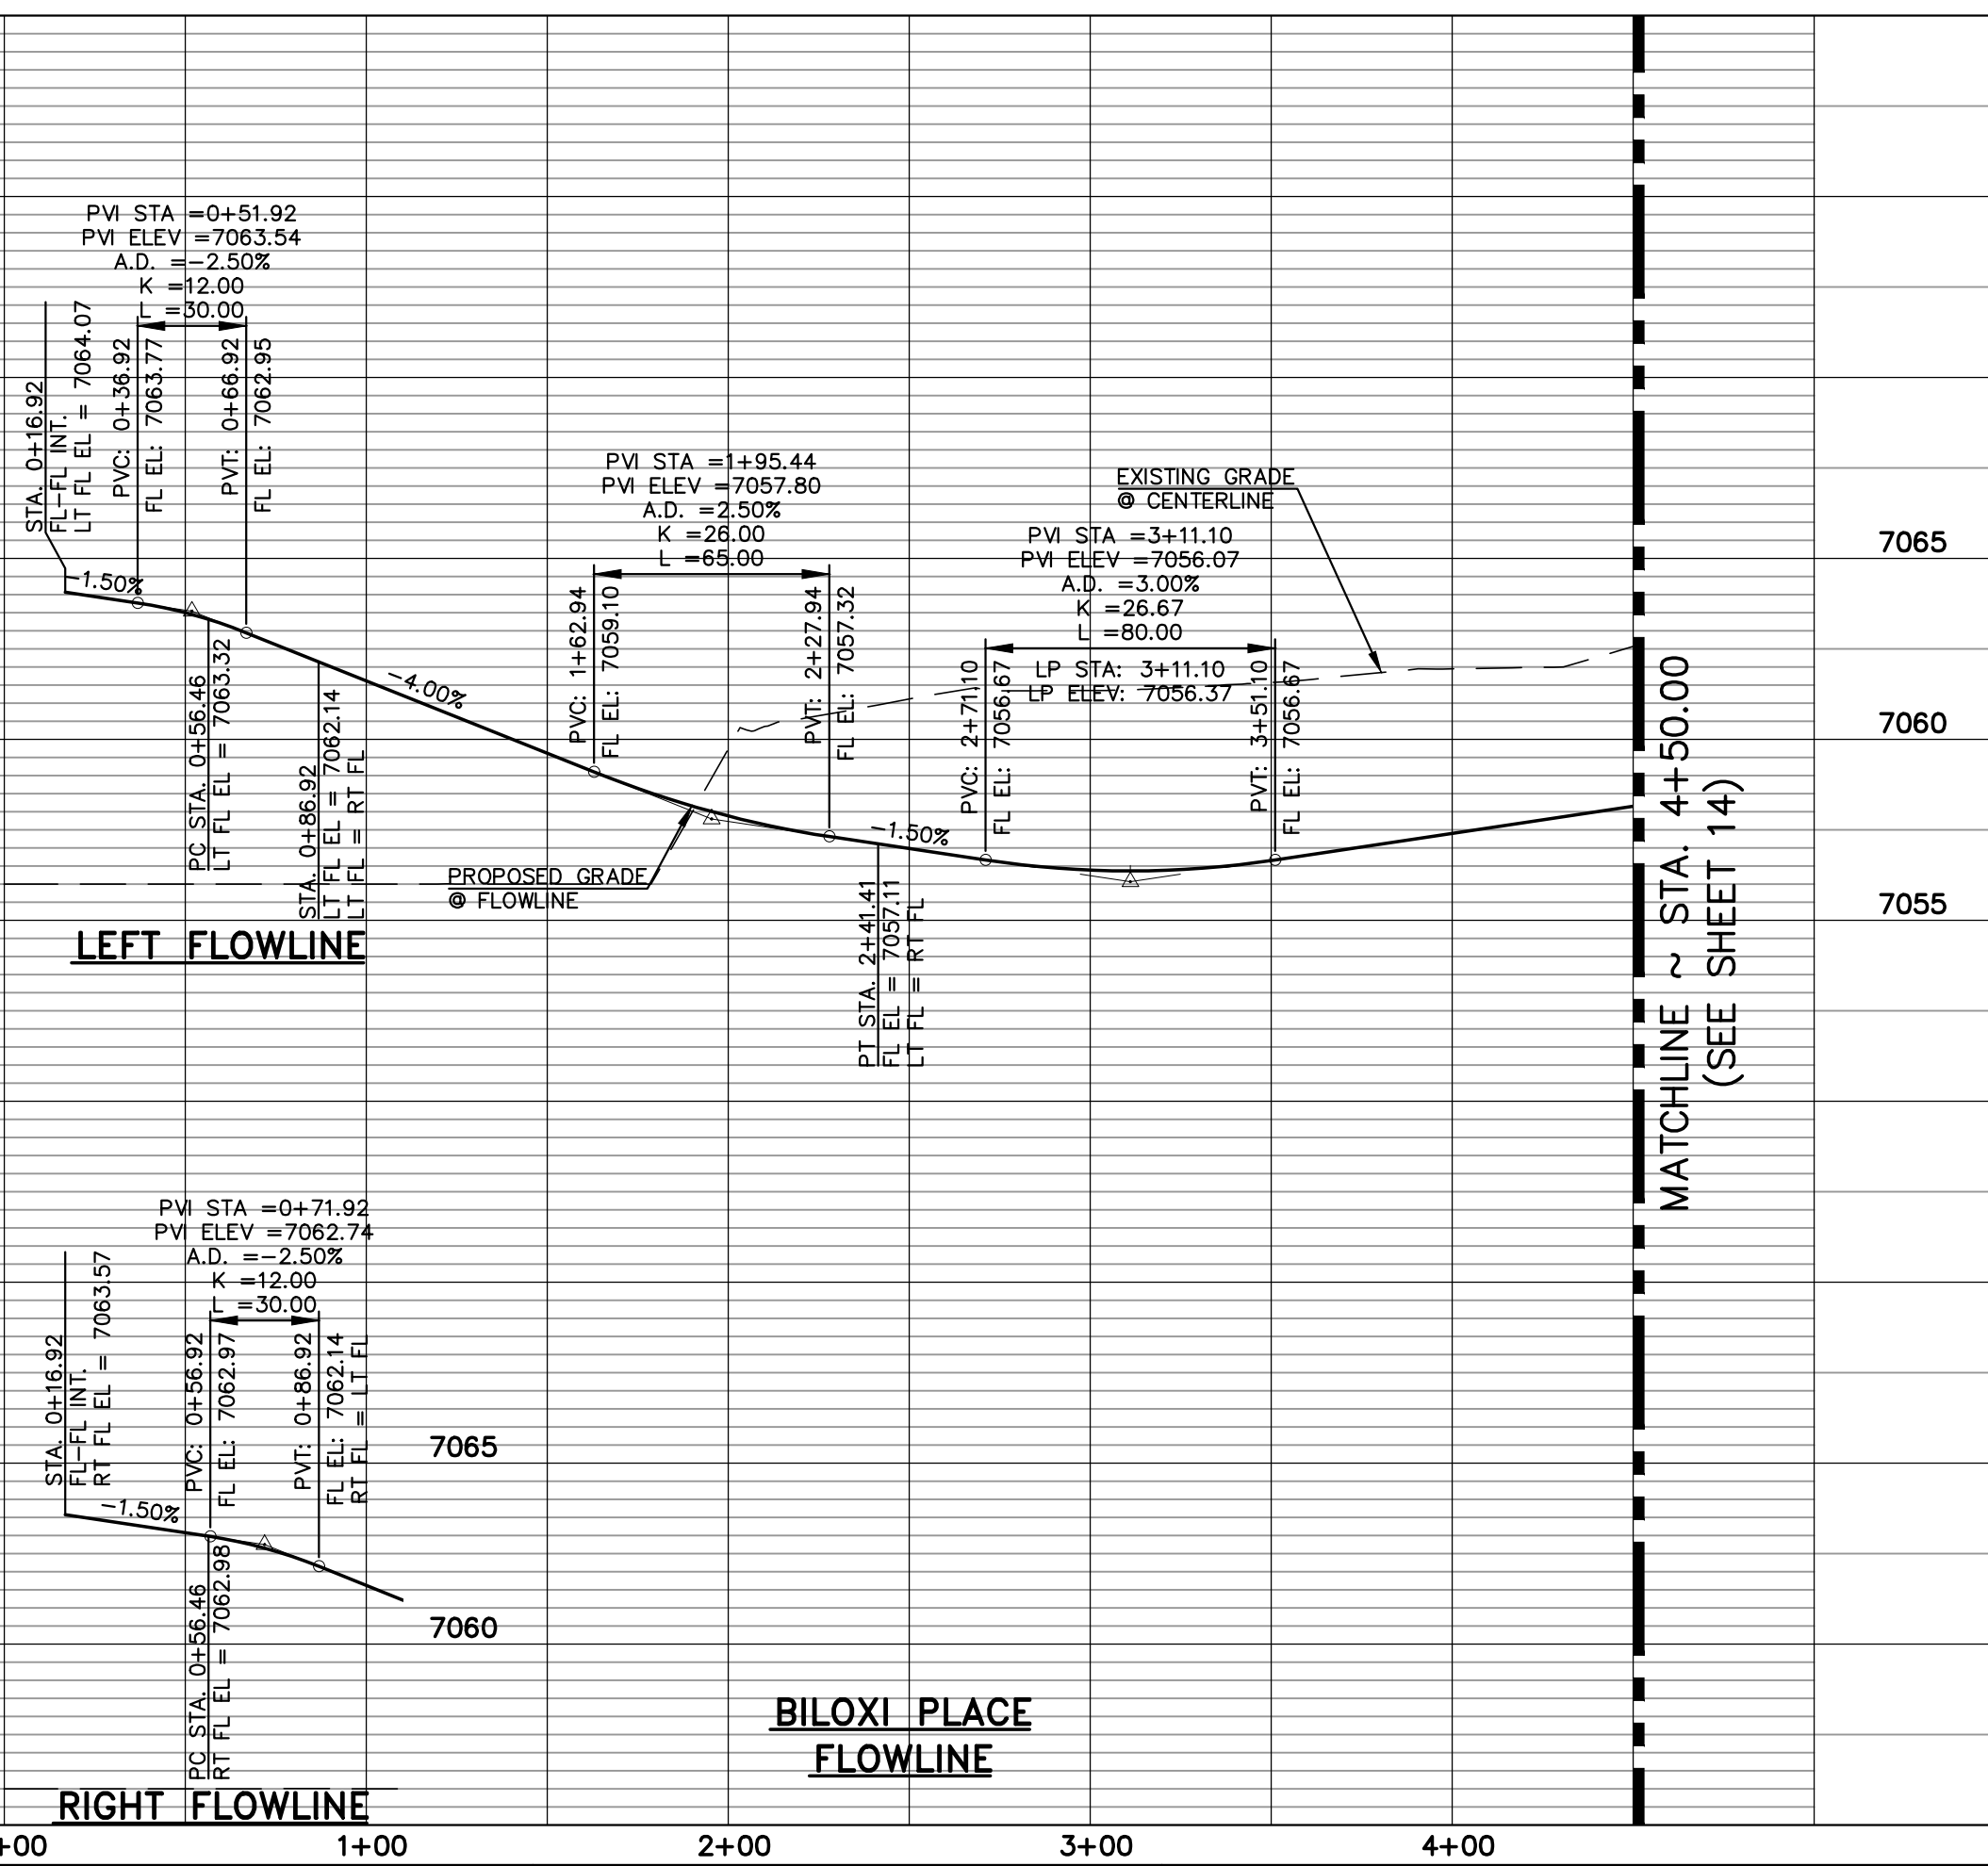 PVI STA =0+51.92
PVI ELEV =7063.54
A.D. =-2.50%
K =12.00
L =30.00
STA. 0+16.92
FL-FL INT.
LT FL EL = 7064.07
PVC: 0+36.92
FL EL: 7063.77
PVT: 0+66.92
FL EL: 7062.95
-1.50%
PC STA. 0+56.46
LT FL EL = 7063.32
STA. 0+86.92
LT FL EL = 7062.14
LT FL = RT FL
-4.00%
PVI STA =1+95.44
PVI ELEV =7057.80
A.D. =2.50%
K =26.00
L =65.00
PVC: 1+62.94
FL EL: 7059.10
PVT: 2+27.94
FL EL: 7057.32
EXISTING GRADE
@ CENTERLINE
PVI STA =3+11.10
PVI ELEV =7056.07
A.D. =3.00%
K =26.67
L =80.00
LP STA: 3+11.10
LP ELEV: 7056.37
PVC: 2+71.10
FL EL: 7056.67
PVT: 3+51.10
FL EL: 7056.67
-1.50%
PROPOSED GRADE
@ FLOWLINE
PT STA. 2+41.41
FL EL = 7057.11
LT FL = RT FL
LEFT FLOWLINE
7065
7060
7055
MATCHLINE ~ STA. 4+50.00
(SEE SHEET 14)
PVI STA =0+71.92
PVI ELEV =7062.74
A.D. =-2.50%
K =12.00
L =30.00
STA. 0+16.92
FL-FL INT.
RT FL EL = 7063.57
PVC: 0+56.92
FL EL: 7062.97
PVT: 0+86.92
FL EL: 7062.14
RT FL = LT FL
-1.50%
PC STA. 0+56.46
RT FL EL = 7062.98
7065
7060
RIGHT FLOWLINE
BILOXI PLACE
FLOWLINE
+00
1+00
2+00
3+00
4+00